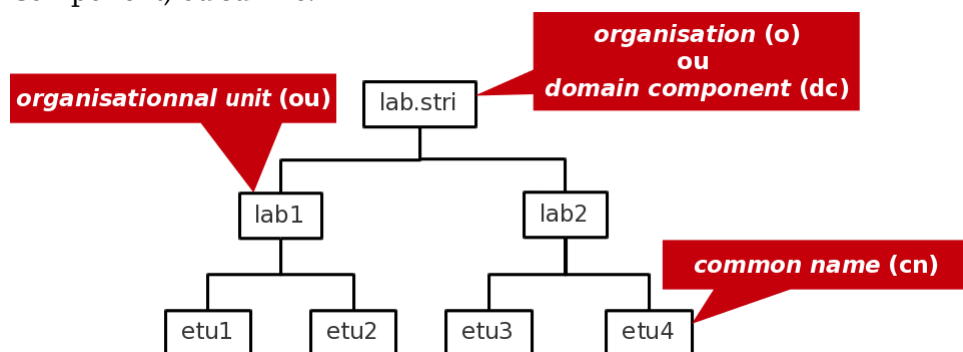 organisation (o)
ou
domain component (dc)
organisationnal unit (ou)
lab.stri
lab1
lab2
common name (cn)
etu1
etu2
etu3
etu4